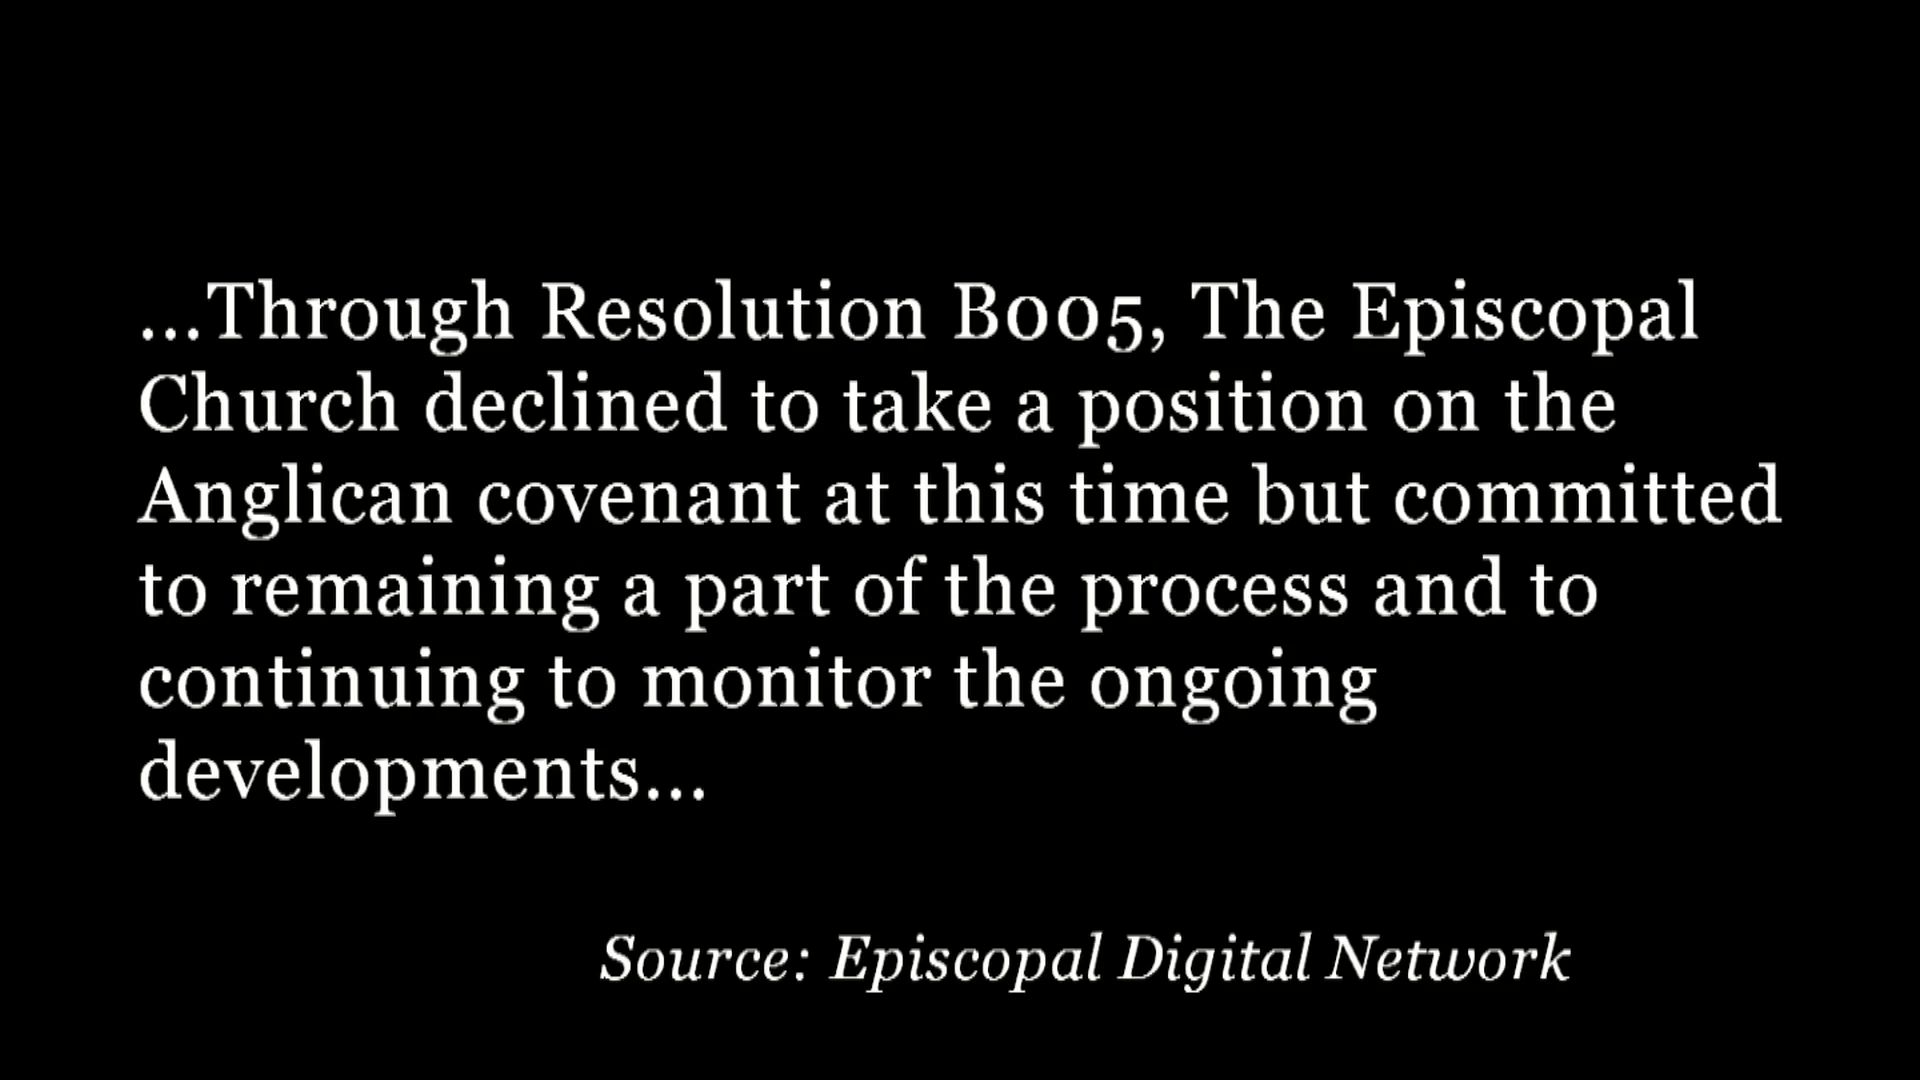 ...Through Resolution B005, The Episcopal
Church declined to take a position on the
Anglican covenant at this time but committed
to remaining a part of the process and to
continuing to monitor the ongoing
developments...
Source: Episcopal Digital Network